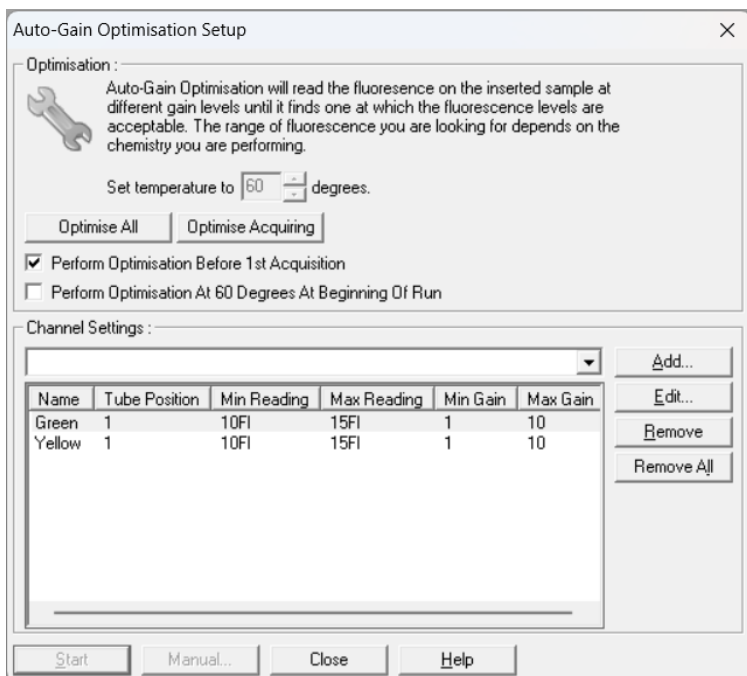 Auto-Gain Optimisation Setup
Optimisation :
Auto-Gain Optimisation will read the fluoresence on the inserted sample at
different gain levels until it finds one at which the fluorescence levels are
acceptable. The range of fluorescence you are looking for depends on the
chemistry you are performing.
Set temperature to 60 degrees.
Optimise All Optimise Acquiring
Perform Optimisation Before 1st Acquisition
Perform Optimisation At 60 Degrees At Beginning Of Run
Channel Settings :
Add...
Name Tube Position Min Reading Max Reading Min Gain Max Gain
Green 1 10Fl 15Fl 1 10
Yellow 1 10Fl 15Fl 1 10
Edit...
Remove
Remove All
Start Manual... Close Help